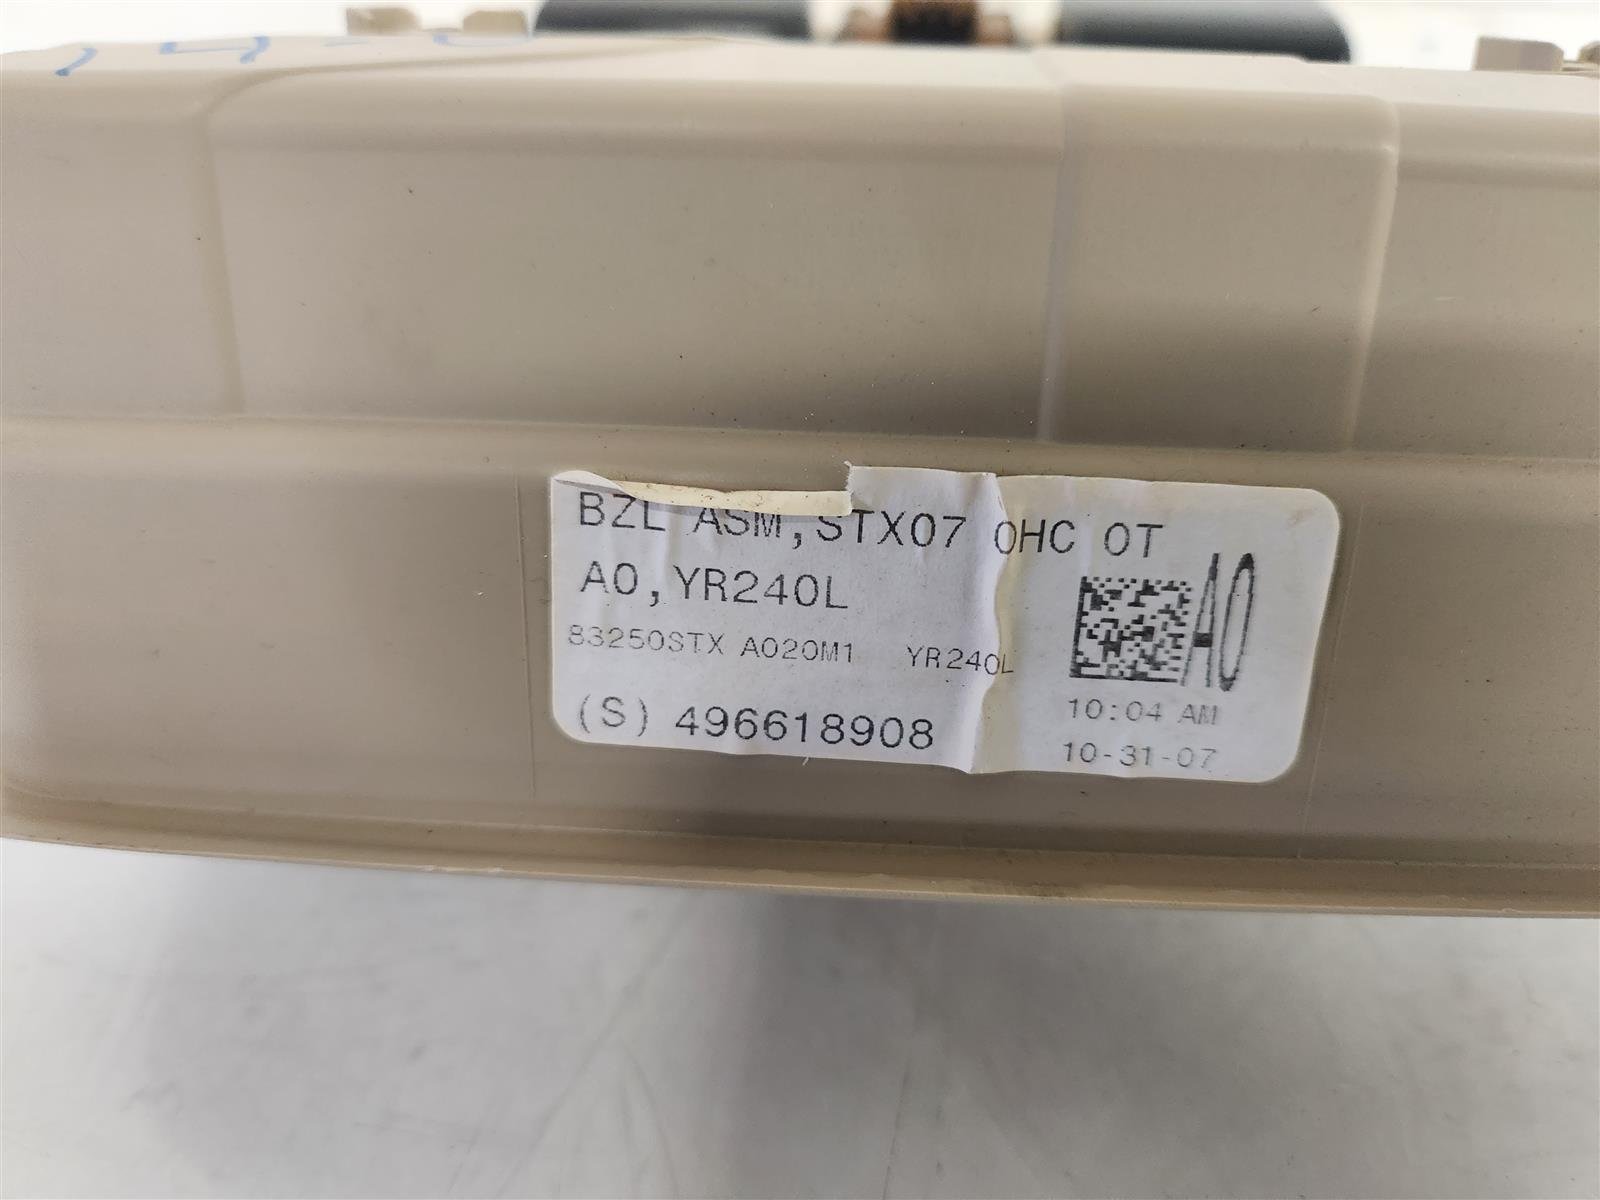 BZL ASM,STX07 OHC OT
A0,YR240L
83250STX A020M1 YR240L
A0
(S) 496618908
10:04 AM
10-31-07